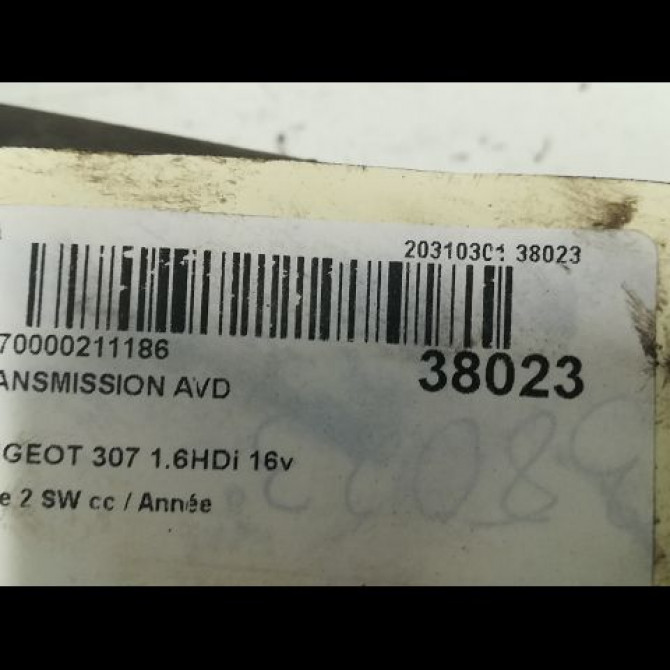 20310301 38023
70000211186
38023
ANSMISSION AVD
GEOT 307 1.6HDi 16v
e 2 SW cc / Année